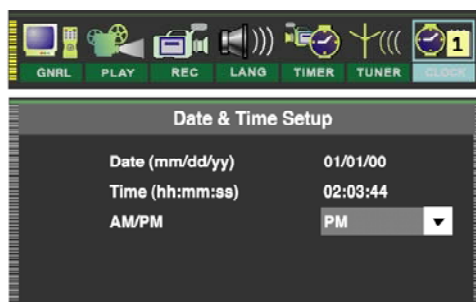 1
GNRL PLAY REC LANG TIMER TUNER CLOCK
Date & Time Setup
Date (mm/dd/yy) 01/01/00
Time (hh:mm:ss) 02:03:44
AM/PM PM